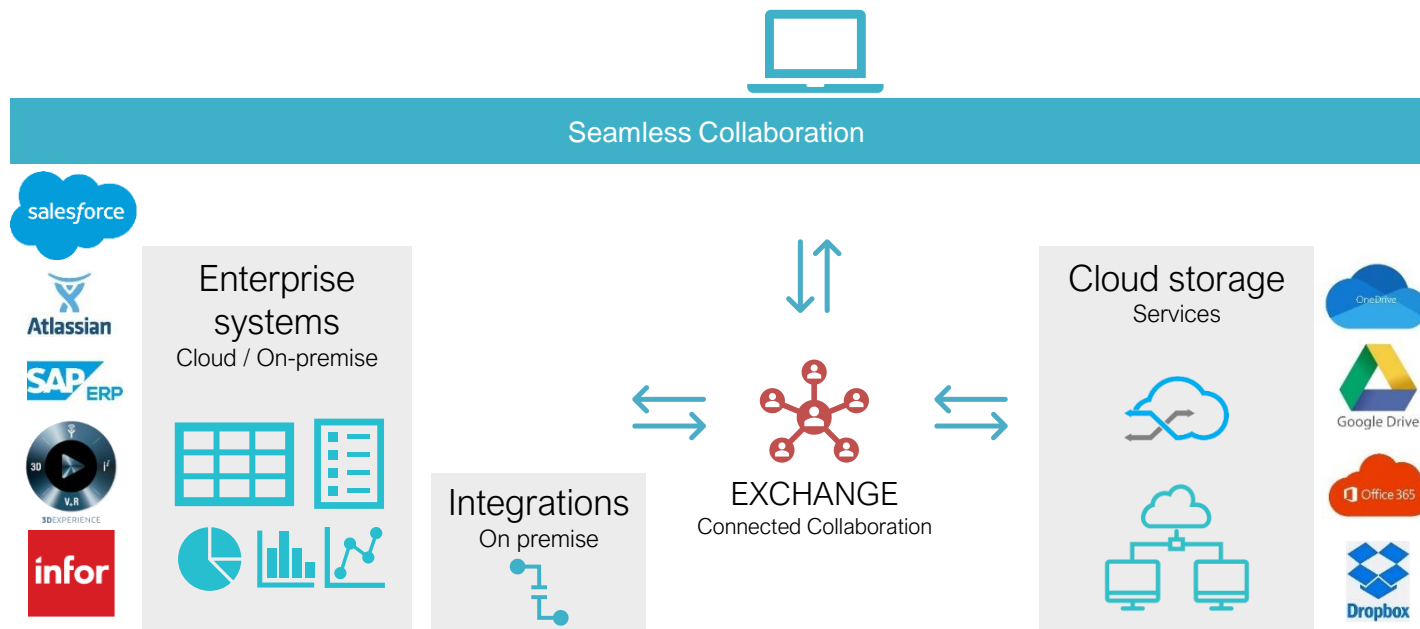 Seamless Collaboration
salesforce
Atlassian
SAP ERP
3D
i²
V.R
3DEXPERIENCE
infor
Enterprise
systems
Cloud / On-premise
Integrations
On premise
EXCHANGE
Connected Collaboration
Cloud storage
Services
OneDrive
Google Drive
Office 365
Dropbox